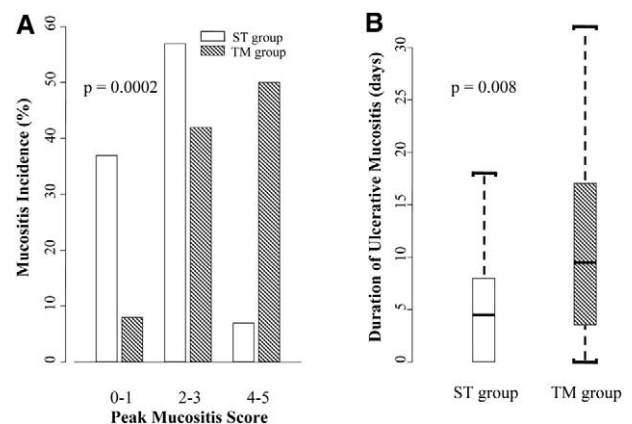 A
Mucositis Incidence (%)
60
50
40
30
20
10
0
ST group
TM group
p = 0.0002
0-1 2-3 4-5
Peak Mucositis Score
B
Duration of Ulcerative Mucositis (days)
30
25
20
15
10
5
0
p = 0.008
ST group TM group